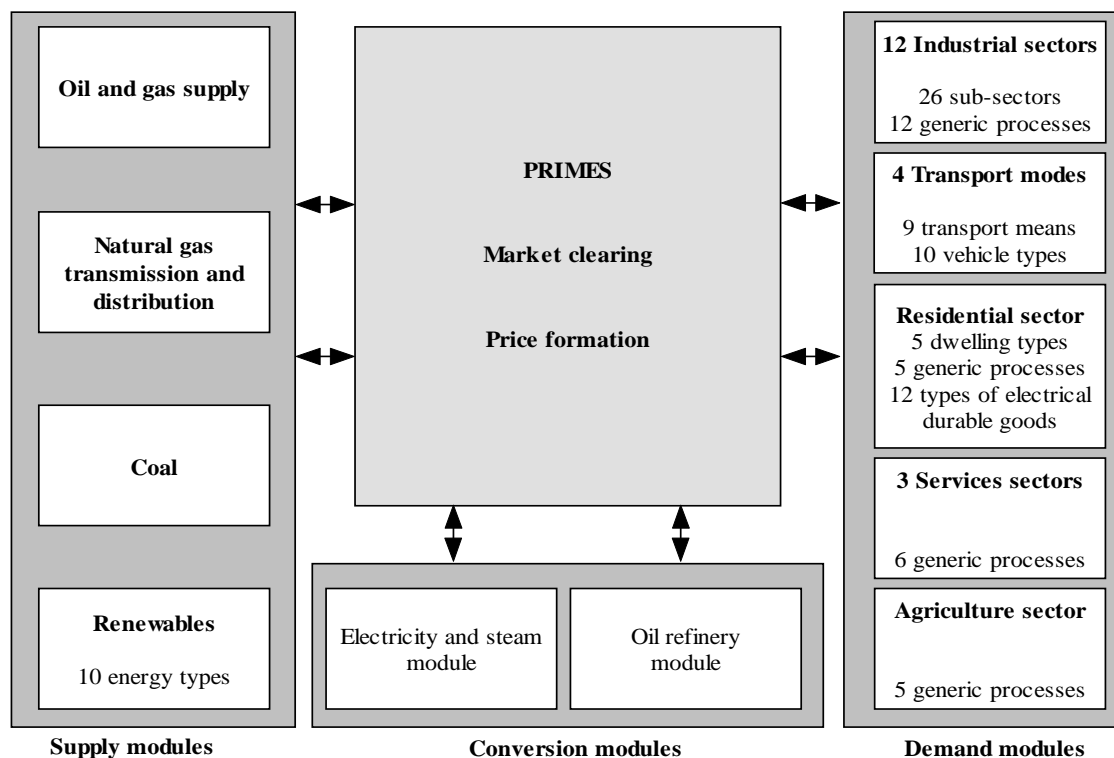 Oil and gas supply
Natural gas
transmission and
distribution
Coal
Renewables
10 energy types
Supply modules
PRIMES
Market clearing
Price formation
Electricity and steam
module
Oil refinery
module
Conversion modules
12 Industrial sectors
26 sub-sectors
12 generic processes
4 Transport modes
9 transport means
10 vehicle types
Residential sector
5 dwelling types
5 generic processes
12 types of electrical
durable goods
3 Services sectors
6 generic processes
Agriculture sector
5 generic processes
Demand modules